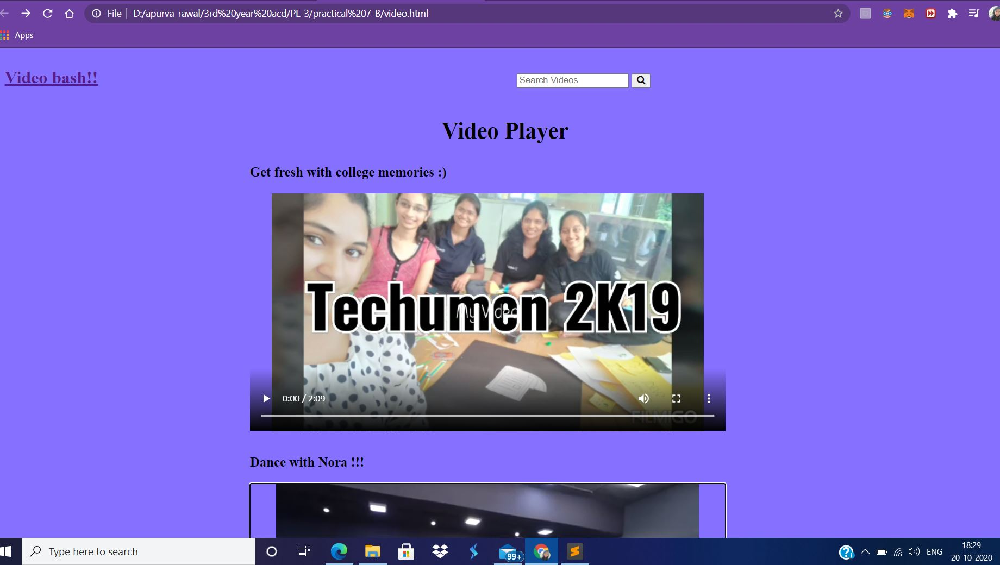 File D:/apurva_rawal/3rd%20year%20acd/PL-3/practical%207-B/video.html
Apps
Video bash!!
Search Videos
Video Player
Get fresh with college memories :)
Techumen 2K19
My Video
0:00 / 2:09
FILMIGO
Dance with Nora !!!
Type here to search
99+
ENG
18:29
20-10-2020